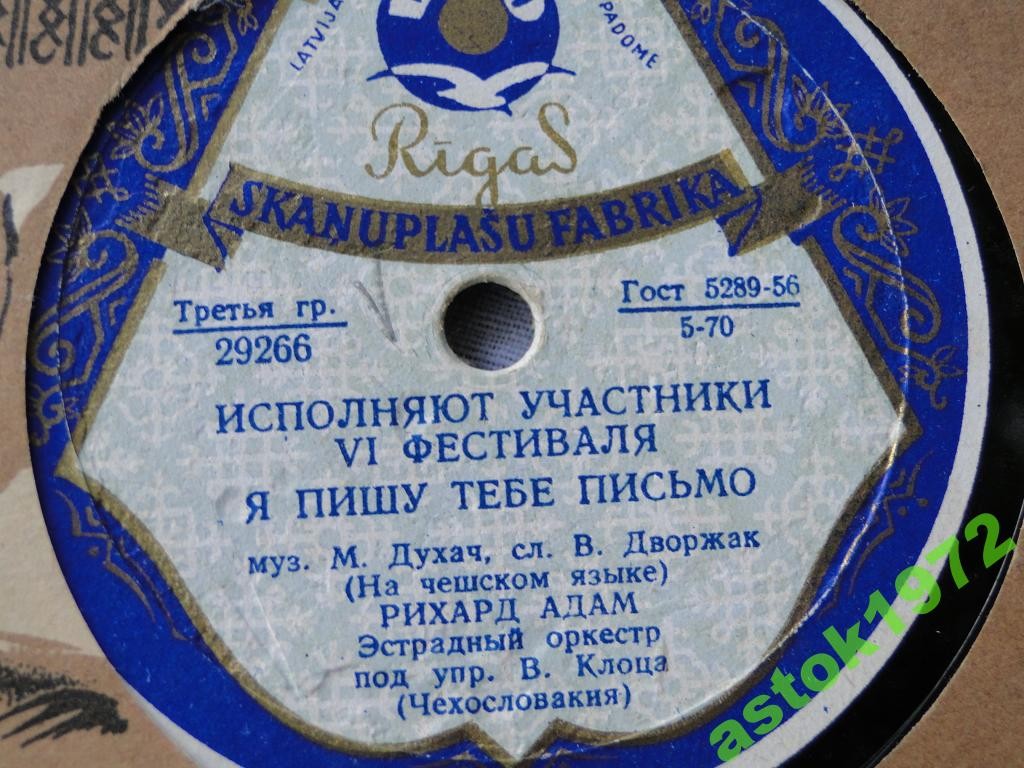 LATVIJA
PADOME
Rīgas
SKAŅUPLAŠU FABRIKA
Третья гр.
29266
Гост 5289-56
5-70
ИСПОЛНЯЮТ УЧАСТНИКИ
VI ФЕСТИВАЛЯ
Я ПИШУ ТЕБЕ ПИСЬМО
муз. М. Духач, сл. В. Дворжак
(На чешском языке)
РИХАРД АДАМ
Эстрадный оркестр
под упр. В. Клоца
(Чехословакия)
astok1972